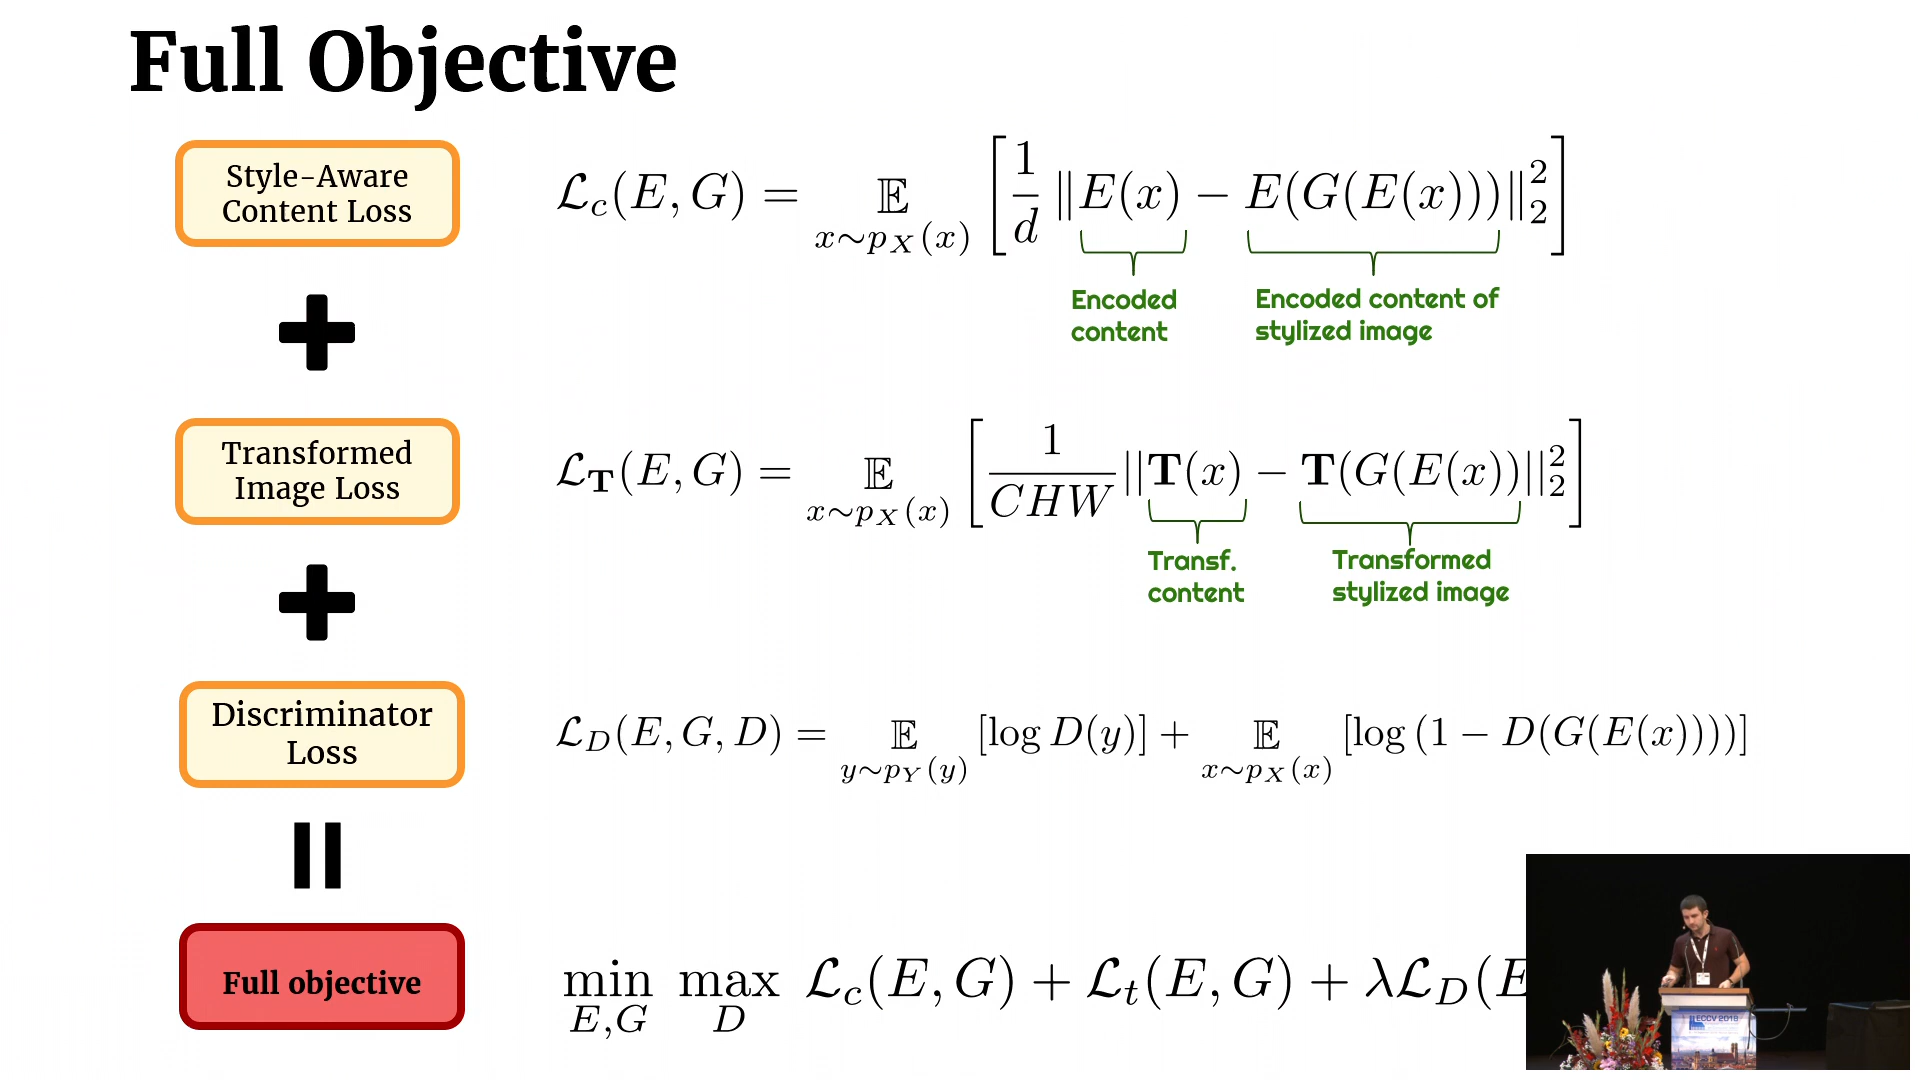 Full Objective
Style-Aware
Content Loss
ℒ_c(E, G) = 𝔼_{x∼p_X(x)} [ 1/d ‖E(x) − E(G(E(x)))‖₂² ]
Encoded
content
Encoded content of
stylized image
+
Transformed
Image Loss
ℒ_𝐓(E, G) = 𝔼_{x∼p_X(x)} [ 1/CHW ||𝐓(x) − 𝐓(G(E(x))||₂² ]
Transf.
content
Transformed
stylized image
+
Discriminator
Loss
ℒ_D(E, G, D) = 𝔼_{y∼p_Y(y)} [log D(y)] + 𝔼_{x∼p_X(x)} [log (1 − D(G(E(x))))]
=
Full objective
min_{E,G} max_D ℒ_c(E, G) + ℒ_t(E, G) + λℒ_D(E
ECCV 2018